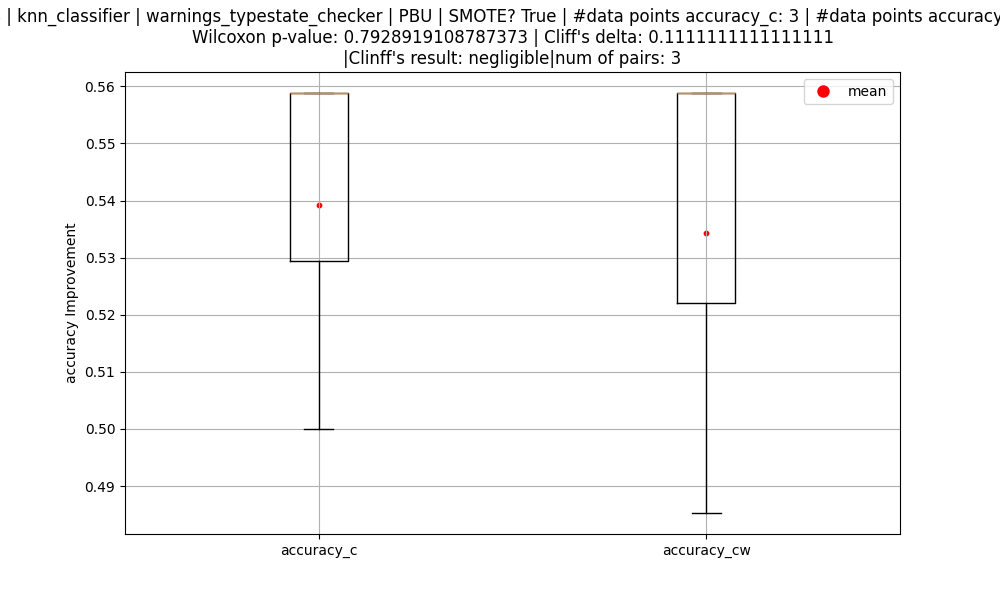 | knn_classifier | warnings_typestate_checker | PBU | SMOTE? True | #data points accuracy_c: 3 | #data points accuracy
Wilcoxon p-value: 0.7928919108787373 | Cliff's delta: 0.1111111111111111
|Clinff's result: negligible|num of pairs: 3
mean
0.56
0.55
0.54
0.53
0.52
0.51
0.50
0.49
accuracy Improvement
accuracy_c
accuracy_cw